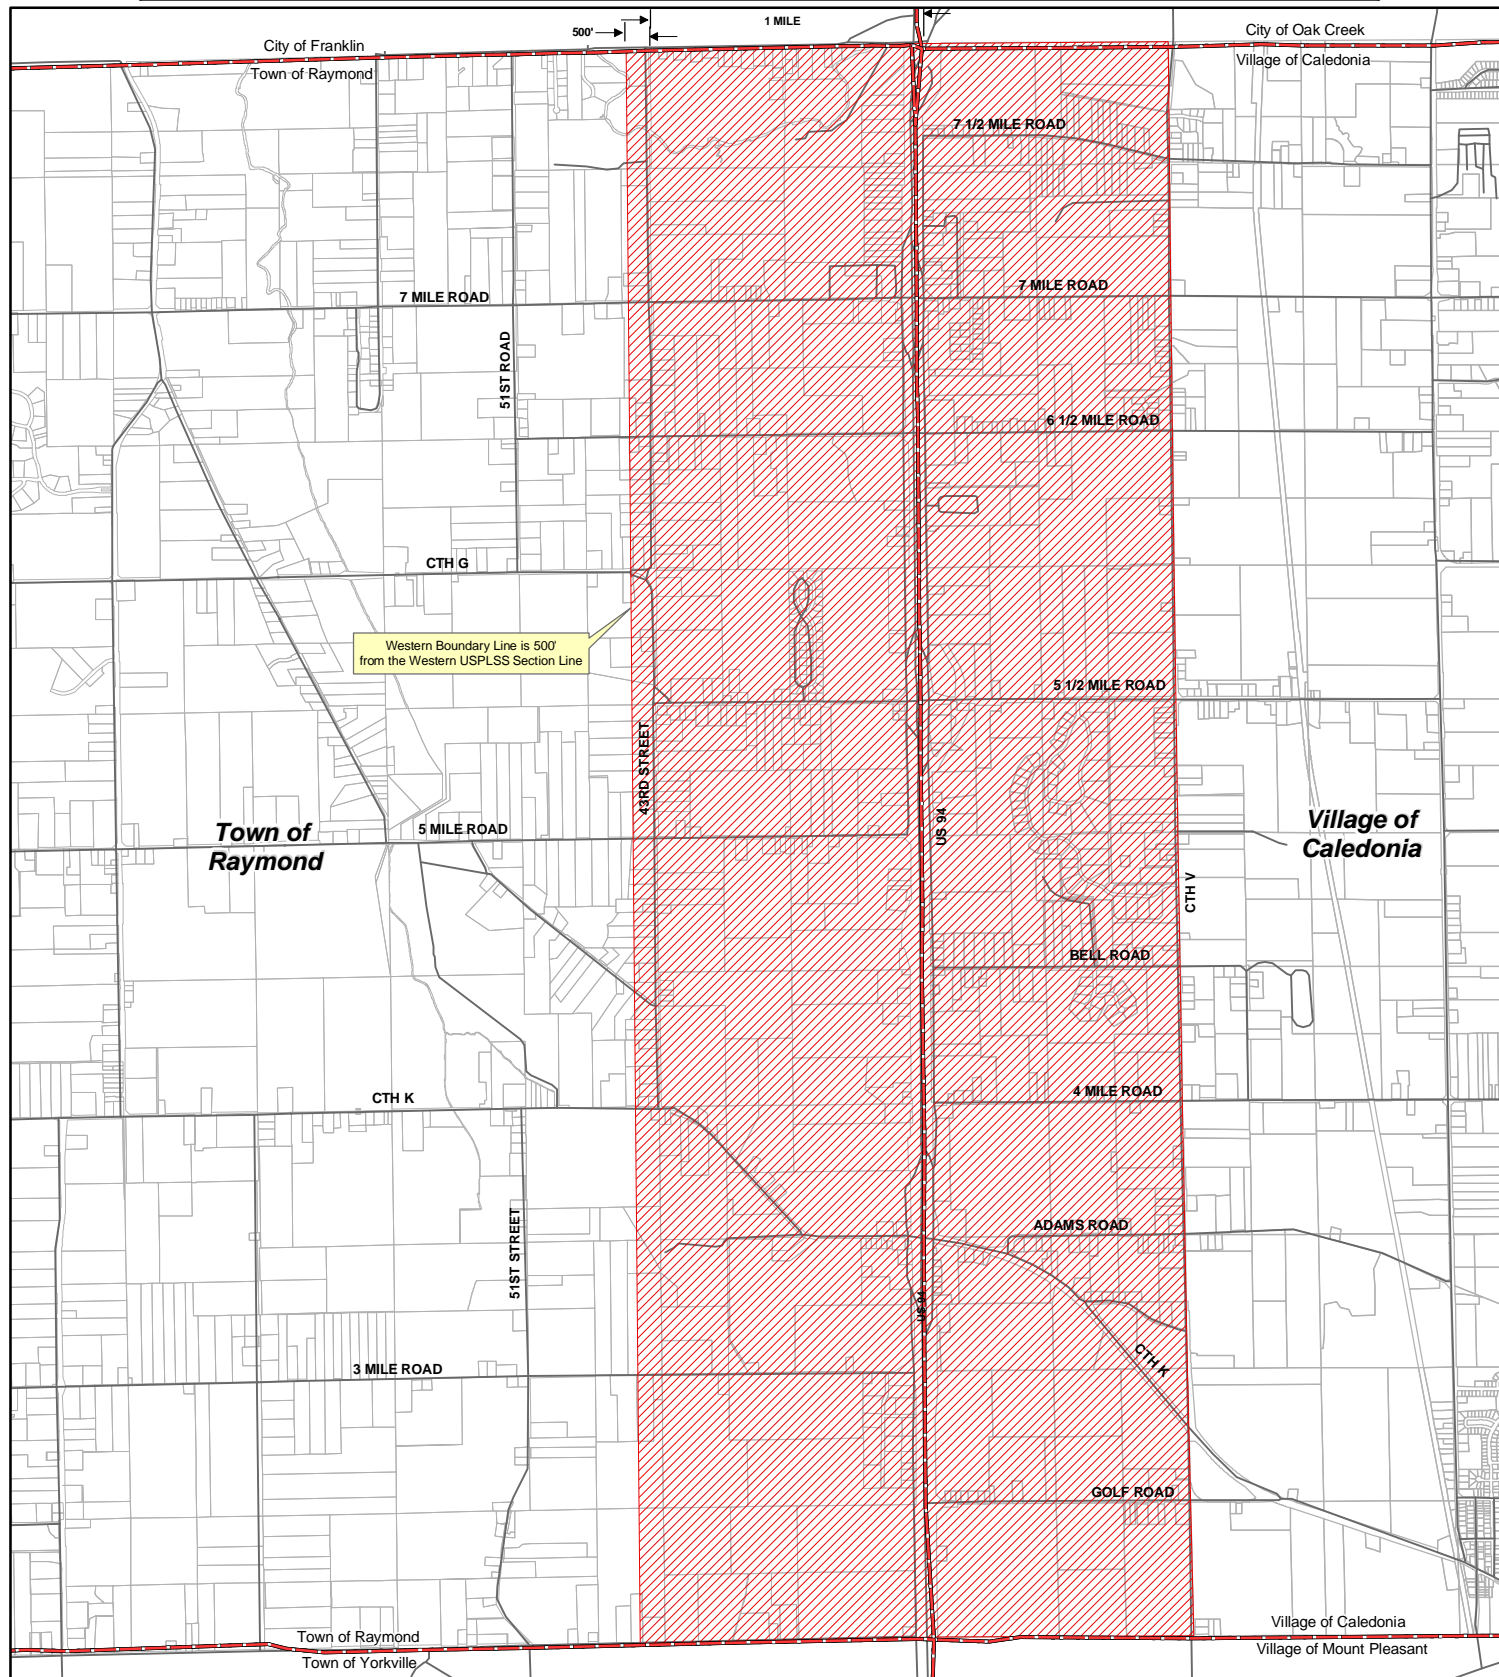 1 MILE
500'
City of Franklin
Town of Raymond
City of Oak Creek
Village of Caledonia
7 1/2 MILE ROAD
7 MILE ROAD
7 MILE ROAD
51ST ROAD
6 1/2 MILE ROAD
CTH G
Western Boundary Line is 500'
from the Western USPLSS Section Line
5 1/2 MILE ROAD
43RD STREET
US 94
5 MILE ROAD
Town of
Raymond
Village of
Caledonia
CTH V
BELL ROAD
4 MILE ROAD
CTH K
51ST STREET
ADAMS ROAD
US 94
CTH K
3 MILE ROAD
GOLF ROAD
Town of Raymond
Town of Yorkville
Village of Caledonia
Village of Mount Pleasant